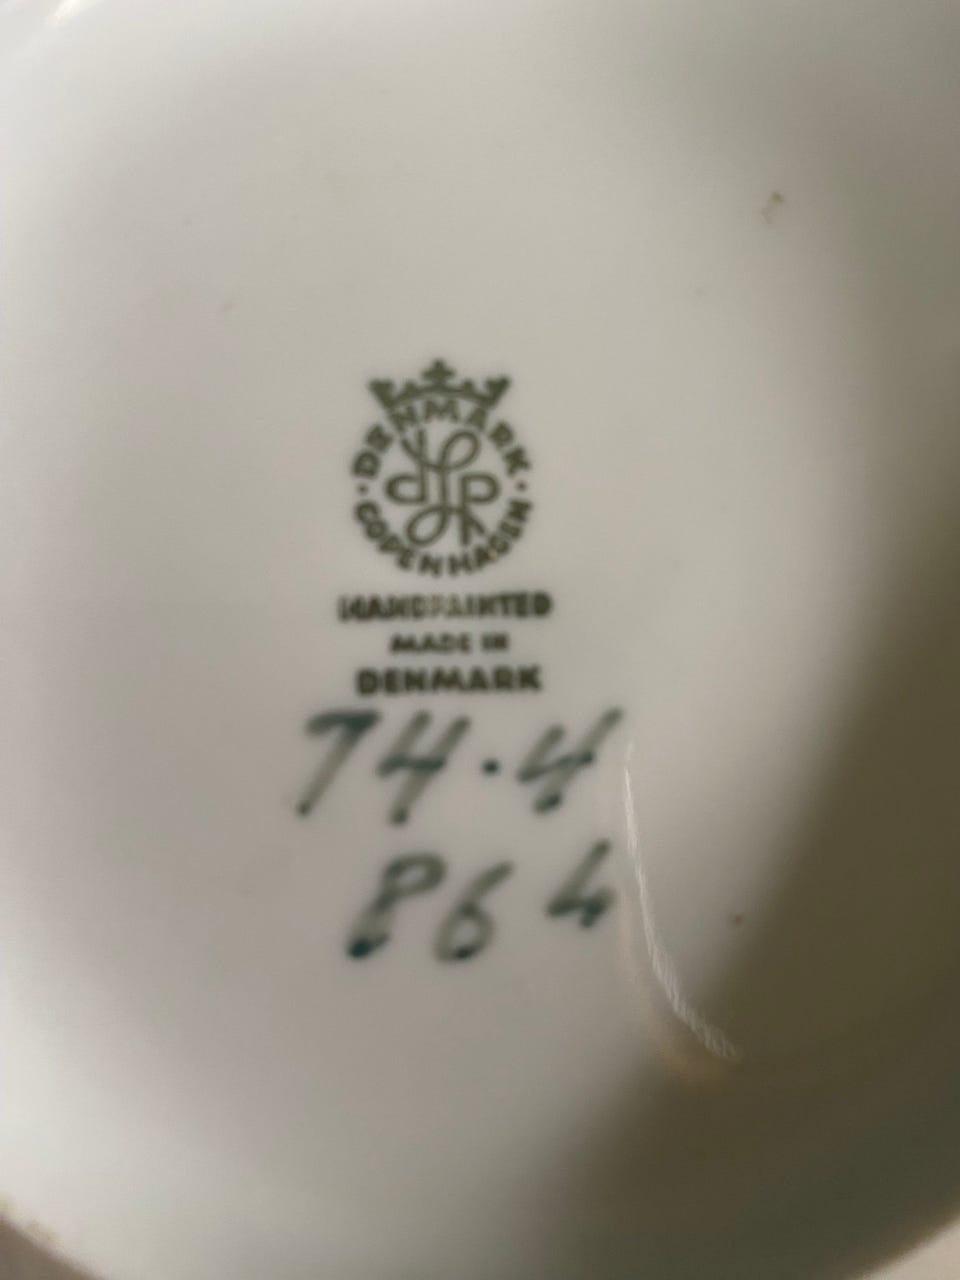 DENMARK
· COPENHAGEN ·
HANDPAINTED
MADE IN
DENMARK
74.4
864